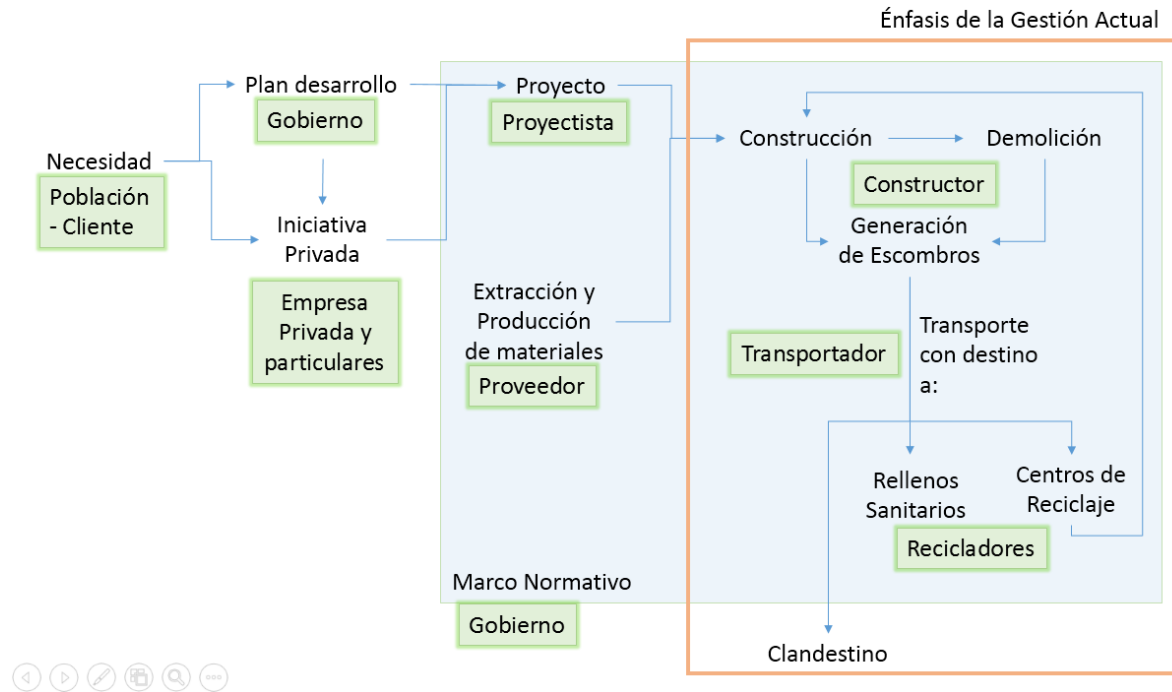 Énfasis de la Gestión Actual
Plan desarrollo
Gobierno
Necesidad
Población
- Cliente
Iniciativa
Privada
Empresa
Privada y
particulares
Proyecto
Proyectista
Extracción y
Producción
de materiales
Proveedor
Construcción
Demolición
Constructor
Generación
de Escombros
Transportador
Transporte
con destino
a:
Rellenos
Sanitarios
Centros de
Reciclaje
Recicladores
Marco Normativo
Gobierno
Clandestino